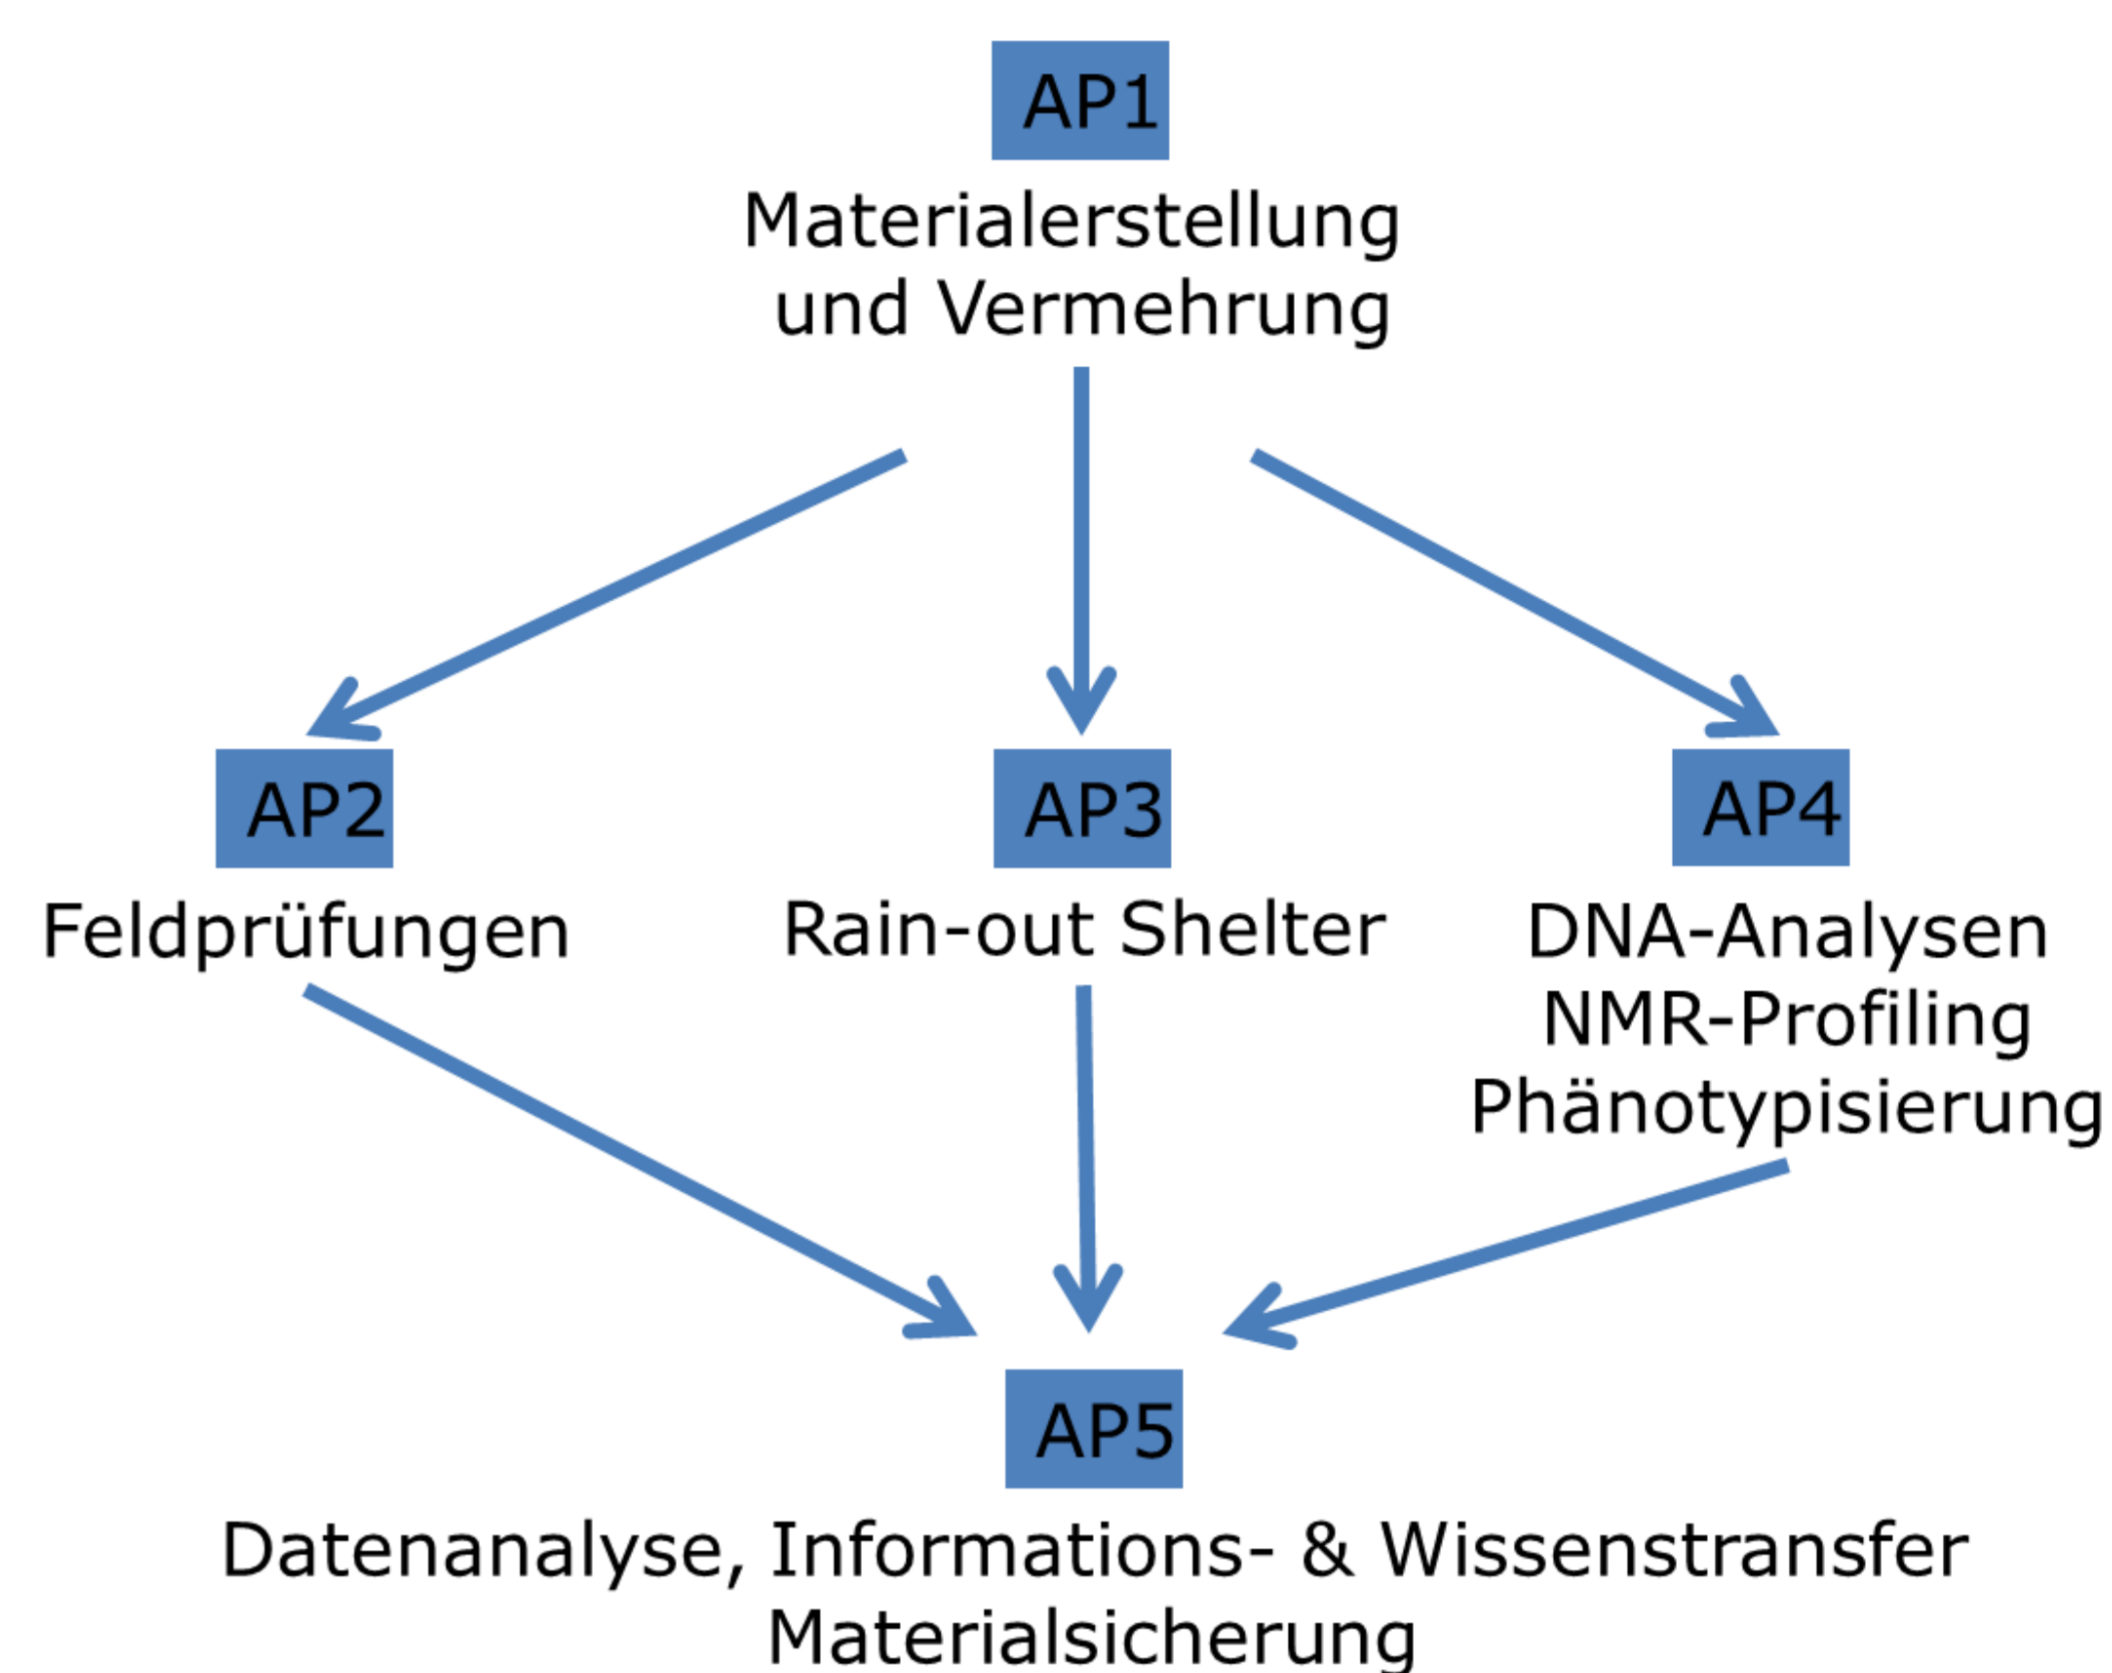 AP1
Materialerstellung
und Vermehrung
AP2
Feldprüfungen
AP3
Rain-out Shelter
AP4
DNA-Analysen
NMR-Profiling
Phänotypisierung
AP5
Datenanalyse, Informations- & Wissenstransfer
Materialsicherung